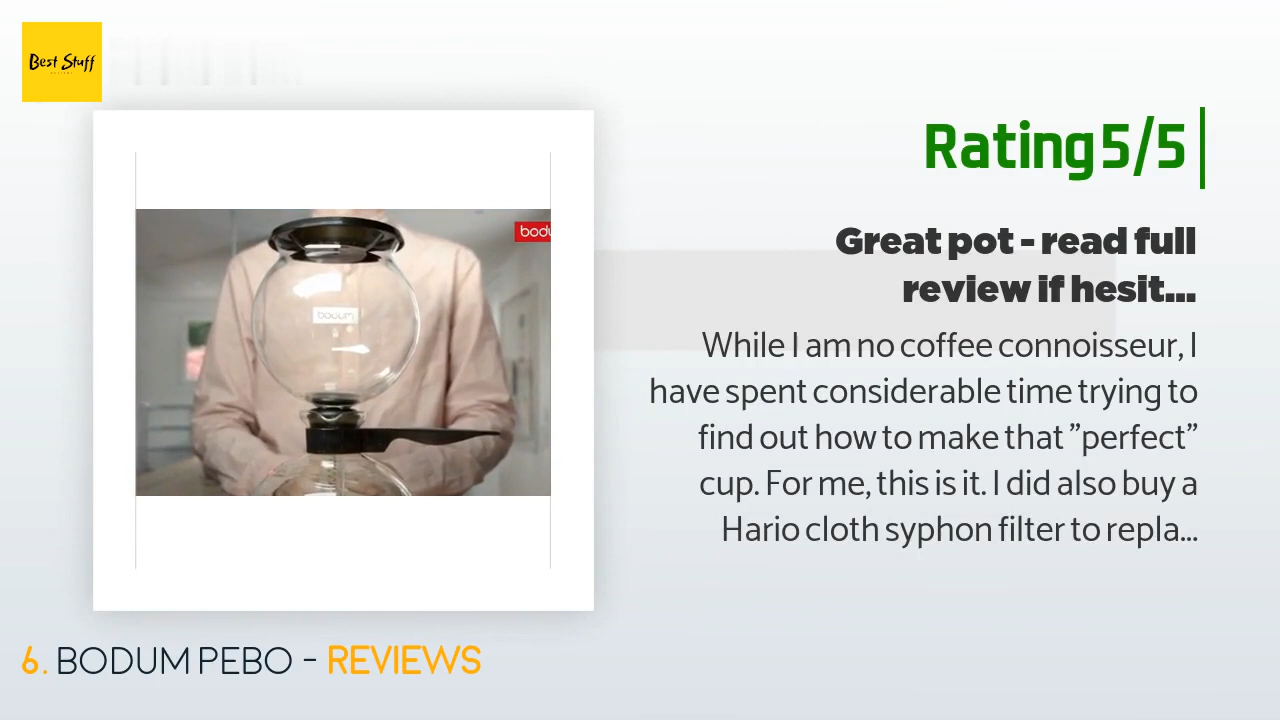 Best Stuff
Rating 5/5
bodu
bodum
Great pot - read full
review if hesit...
While I am no coffee connoisseur, I
have spent considerable time trying to
find out how to make that "perfect"
cup. For me, this is it. I did also buy a
Hario cloth syphon filter to repla...
6. BODUM PEBO - REVIEWS